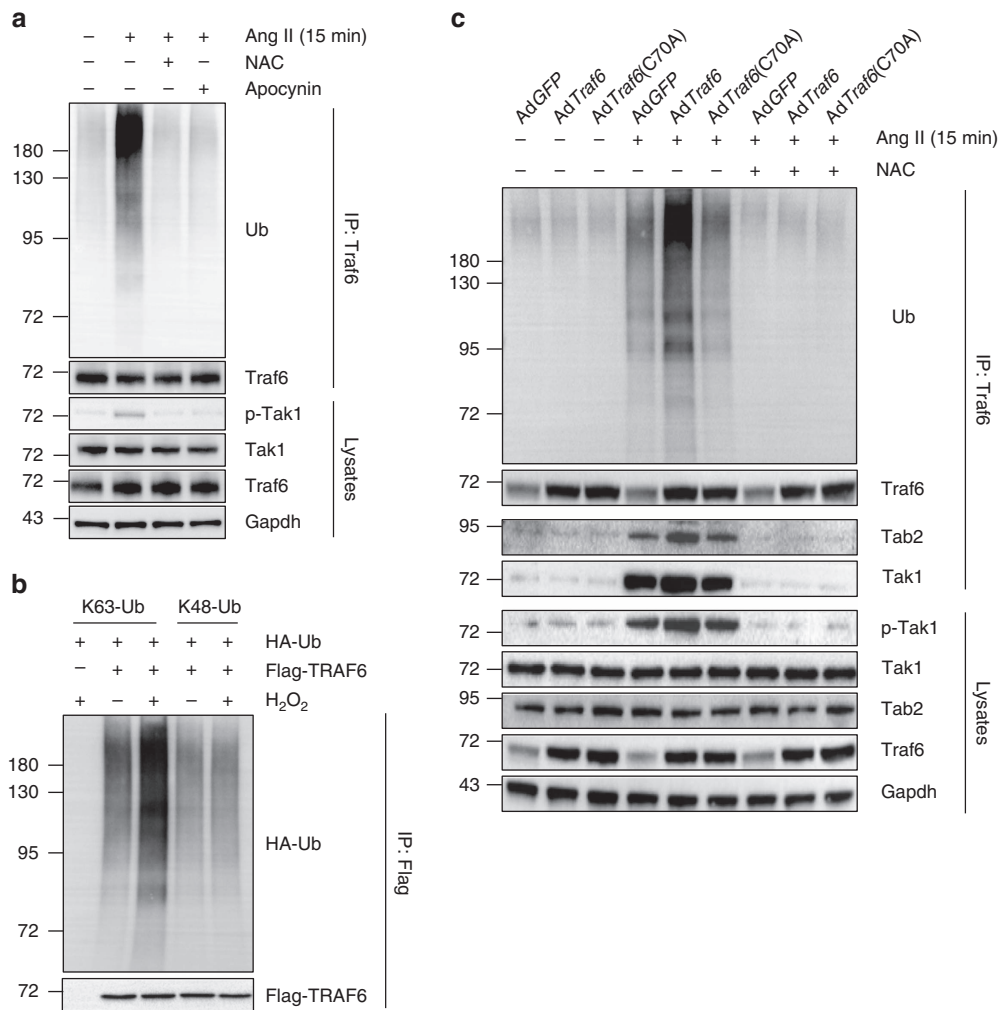 a
− + + + Ang II (15 min)
− − + − NAC
− − − + Apocynin
180
130
95
72
Ub
72
Traf6
IP: Traf6
72
p-Tak1
72
Tak1
72
Traf6
43
Gapdh
Lysates
b
K63-Ub K48-Ub
+ + + + + HA-Ub
− + + + + Flag-TRAF6
+ − + − + H₂O₂
180
130
95
72
HA-Ub
72
Flag-TRAF6
IP: Flag
c
AdGFP AdTraf6 AdTraf6(C70A) AdGFP AdTraf6 AdTraf6(C70A) AdGFP AdTraf6 AdTraf6(C70A)
− − − + + + + + + Ang II (15 min)
− − − − − − + + + NAC
180
130
95
72
Ub
72
Traf6
95
Tab2
72
Tak1
IP: Traf6
72
p-Tak1
72
Tak1
95
Tab2
72
Traf6
43
Gapdh
Lysates